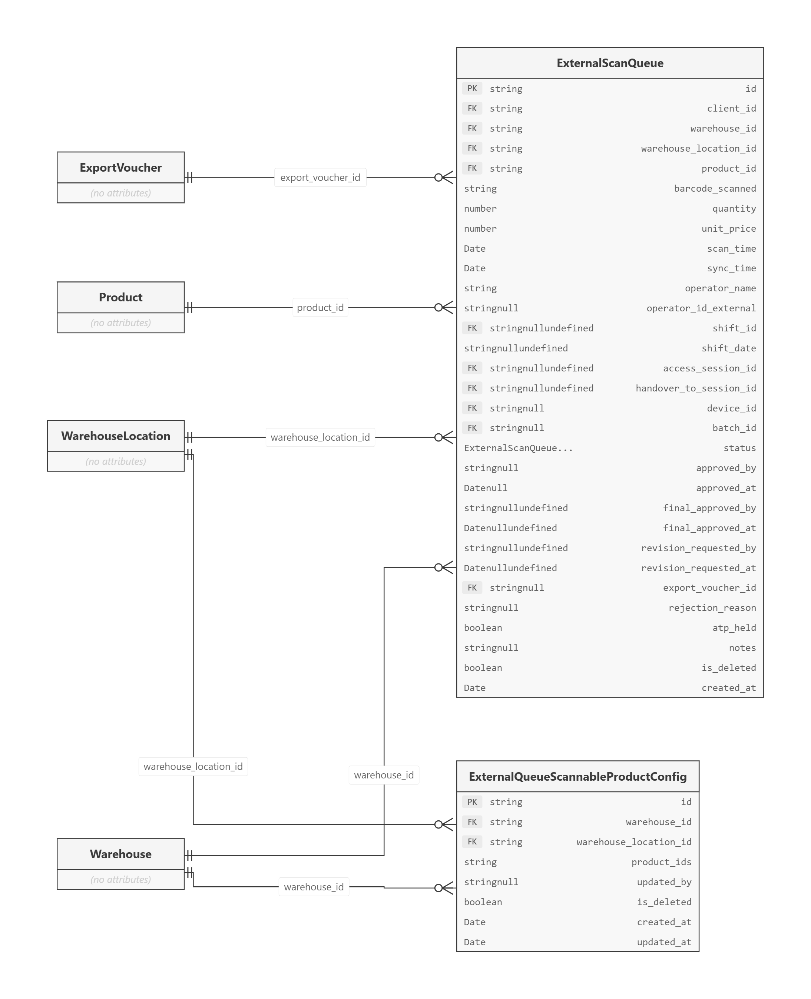 ExternalScanQueue
PK string id
FK string client_id
FK string warehouse_id
FK string warehouse_location_id
FK string product_id
string barcode_scanned
number quantity
number unit_price
Date scan_time
Date sync_time
string operator_name
stringnull operator_id_external
FK stringnullundefined shift_id
stringnullundefined shift_date
FK stringnullundefined access_session_id
FK stringnullundefined handover_to_session_id
FK stringnull device_id
FK stringnull batch_id
ExternalScanQueue... status
stringnull approved_by
Datenull approved_at
stringnullundefined final_approved_by
Datenullundefined final_approved_at
stringnullundefined revision_requested_by
Datenullundefined revision_requested_at
FK stringnull export_voucher_id
stringnull rejection_reason
boolean atp_held
stringnull notes
boolean is_deleted
Date created_at
ExportVoucher
(no attributes)
export_voucher_id
Product
(no attributes)
product_id
WarehouseLocation
(no attributes)
warehouse_location_id
warehouse_location_id
warehouse_id
Warehouse
(no attributes)
warehouse_id
ExternalQueueScannableProductConfig
PK string id
FK string warehouse_id
FK string warehouse_location_id
string product_ids
stringnull updated_by
boolean is_deleted
Date created_at
Date updated_at